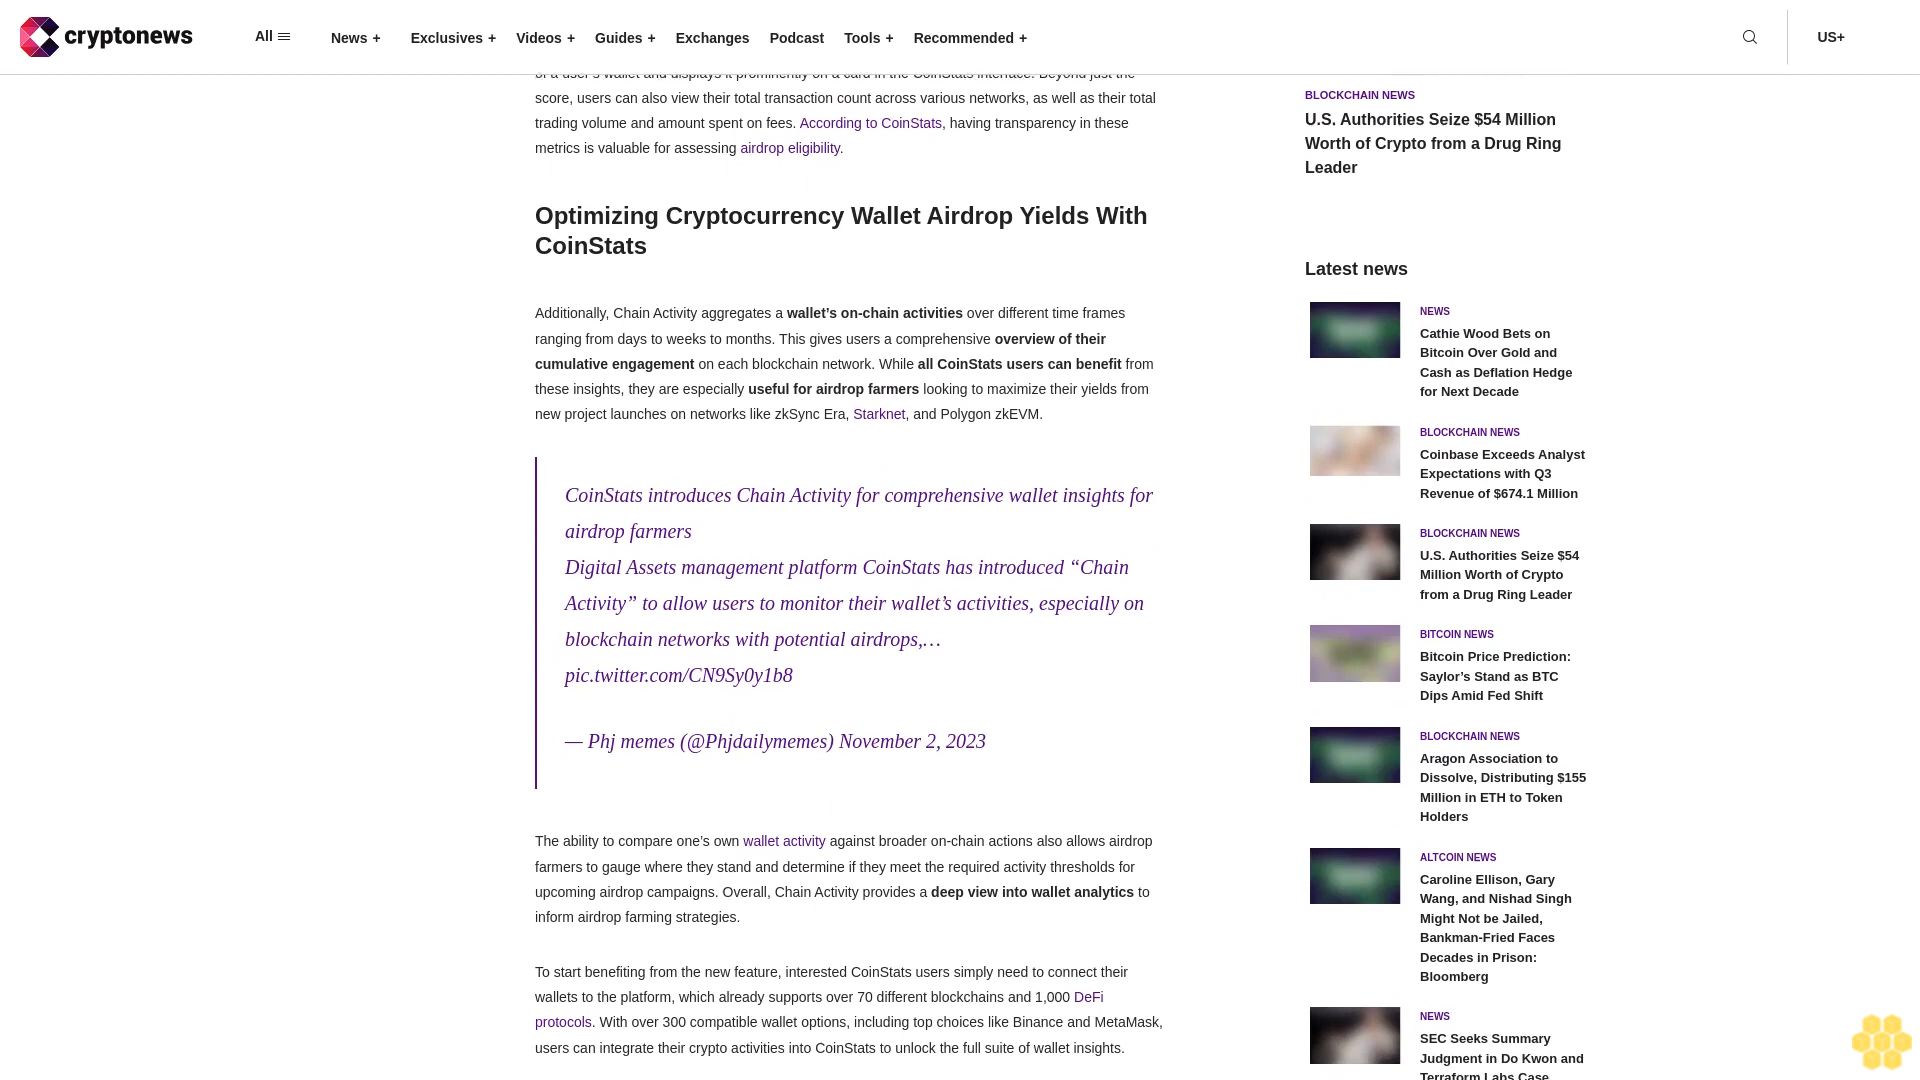 cryptonews
All
News +
Exclusives +
Videos +
Guides +
Exchanges
Podcast
Tools +
Recommended +
US+
score, users can also view their total transaction count across various networks, as well as their total
trading volume and amount spent on fees. According to CoinStats, having transparency in these
metrics is valuable for assessing airdrop eligibility.
Optimizing Cryptocurrency Wallet Airdrop Yields With
CoinStats
Additionally, Chain Activity aggregates a wallet’s on-chain activities over different time frames
ranging from days to weeks to months. This gives users a comprehensive overview of their
cumulative engagement on each blockchain network. While all CoinStats users can benefit from
these insights, they are especially useful for airdrop farmers looking to maximize their yields from
new project launches on networks like zkSync Era, Starknet, and Polygon zkEVM.
CoinStats introduces Chain Activity for comprehensive wallet insights for
airdrop farmers
Digital Assets management platform CoinStats has introduced “Chain
Activity” to allow users to monitor their wallet’s activities, especially on
blockchain networks with potential airdrops,…
pic.twitter.com/CN9Sy0y1b8
— Phj memes (@Phjdailymemes) November 2, 2023
The ability to compare one’s own wallet activity against broader on-chain actions also allows airdrop
farmers to gauge where they stand and determine if they meet the required activity thresholds for
upcoming airdrop campaigns. Overall, Chain Activity provides a deep view into wallet analytics to
inform airdrop farming strategies.
To start benefiting from the new feature, interested CoinStats users simply need to connect their
wallets to the platform, which already supports over 70 different blockchains and 1,000 DeFi
protocols. With over 300 compatible wallet options, including top choices like Binance and MetaMask,
users can integrate their crypto activities into CoinStats to unlock the full suite of wallet insights.
BLOCKCHAIN NEWS
U.S. Authorities Seize $54 Million
Worth of Crypto from a Drug Ring
Leader
Latest news
NEWS
Cathie Wood Bets on
Bitcoin Over Gold and
Cash as Deflation Hedge
for Next Decade
BLOCKCHAIN NEWS
Coinbase Exceeds Analyst
Expectations with Q3
Revenue of $674.1 Million
BLOCKCHAIN NEWS
U.S. Authorities Seize $54
Million Worth of Crypto
from a Drug Ring Leader
BITCOIN NEWS
Bitcoin Price Prediction:
Saylor’s Stand as BTC
Dips Amid Fed Shift
BLOCKCHAIN NEWS
Aragon Association to
Dissolve, Distributing $155
Million in ETH to Token
Holders
ALTCOIN NEWS
Caroline Ellison, Gary
Wang, and Nishad Singh
Might Not be Jailed,
Bankman-Fried Faces
Decades in Prison:
Bloomberg
NEWS
SEC Seeks Summary
Judgment in Do Kwon and
Terraform Labs Case